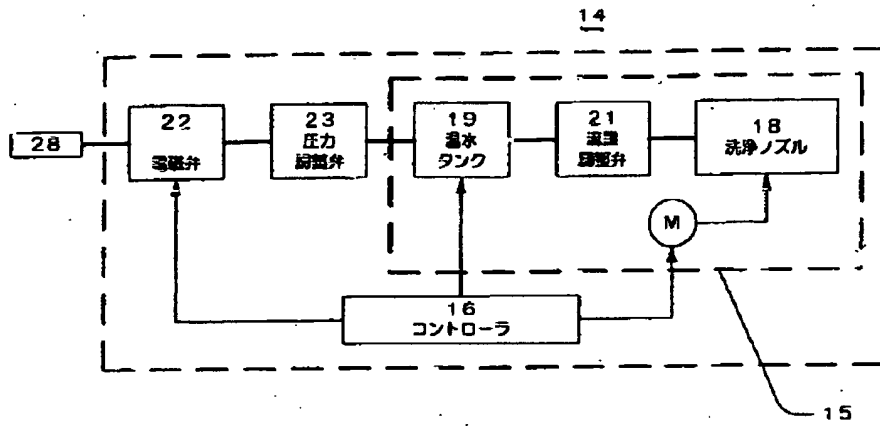 14
28
22
電磁弁
23
圧力
調整弁
19
温水
タンク
21
流量
調整弁
18
洗浄ノズル
M
16
コントローラ
15